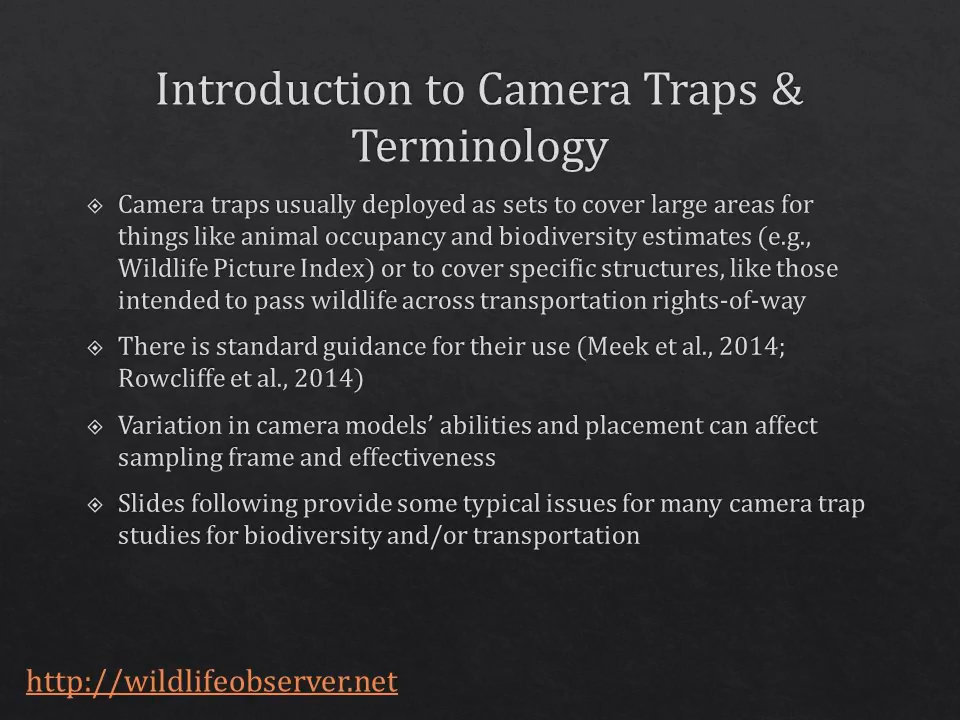 Introduction to Camera Traps &
Terminology
Camera traps usually deployed as sets to cover large areas for
things like animal occupancy and biodiversity estimates (e.g.,
Wildlife Picture Index) or to cover specific structures, like those
intended to pass wildlife across transportation rights-of-way
There is standard guidance for their use (Meek et al., 2014;
Rowcliffe et al., 2014)
Variation in camera models’ abilities and placement can affect
sampling frame and effectiveness
Slides following provide some typical issues for many camera trap
studies for biodiversity and/or transportation
http://wildlifeobserver.net